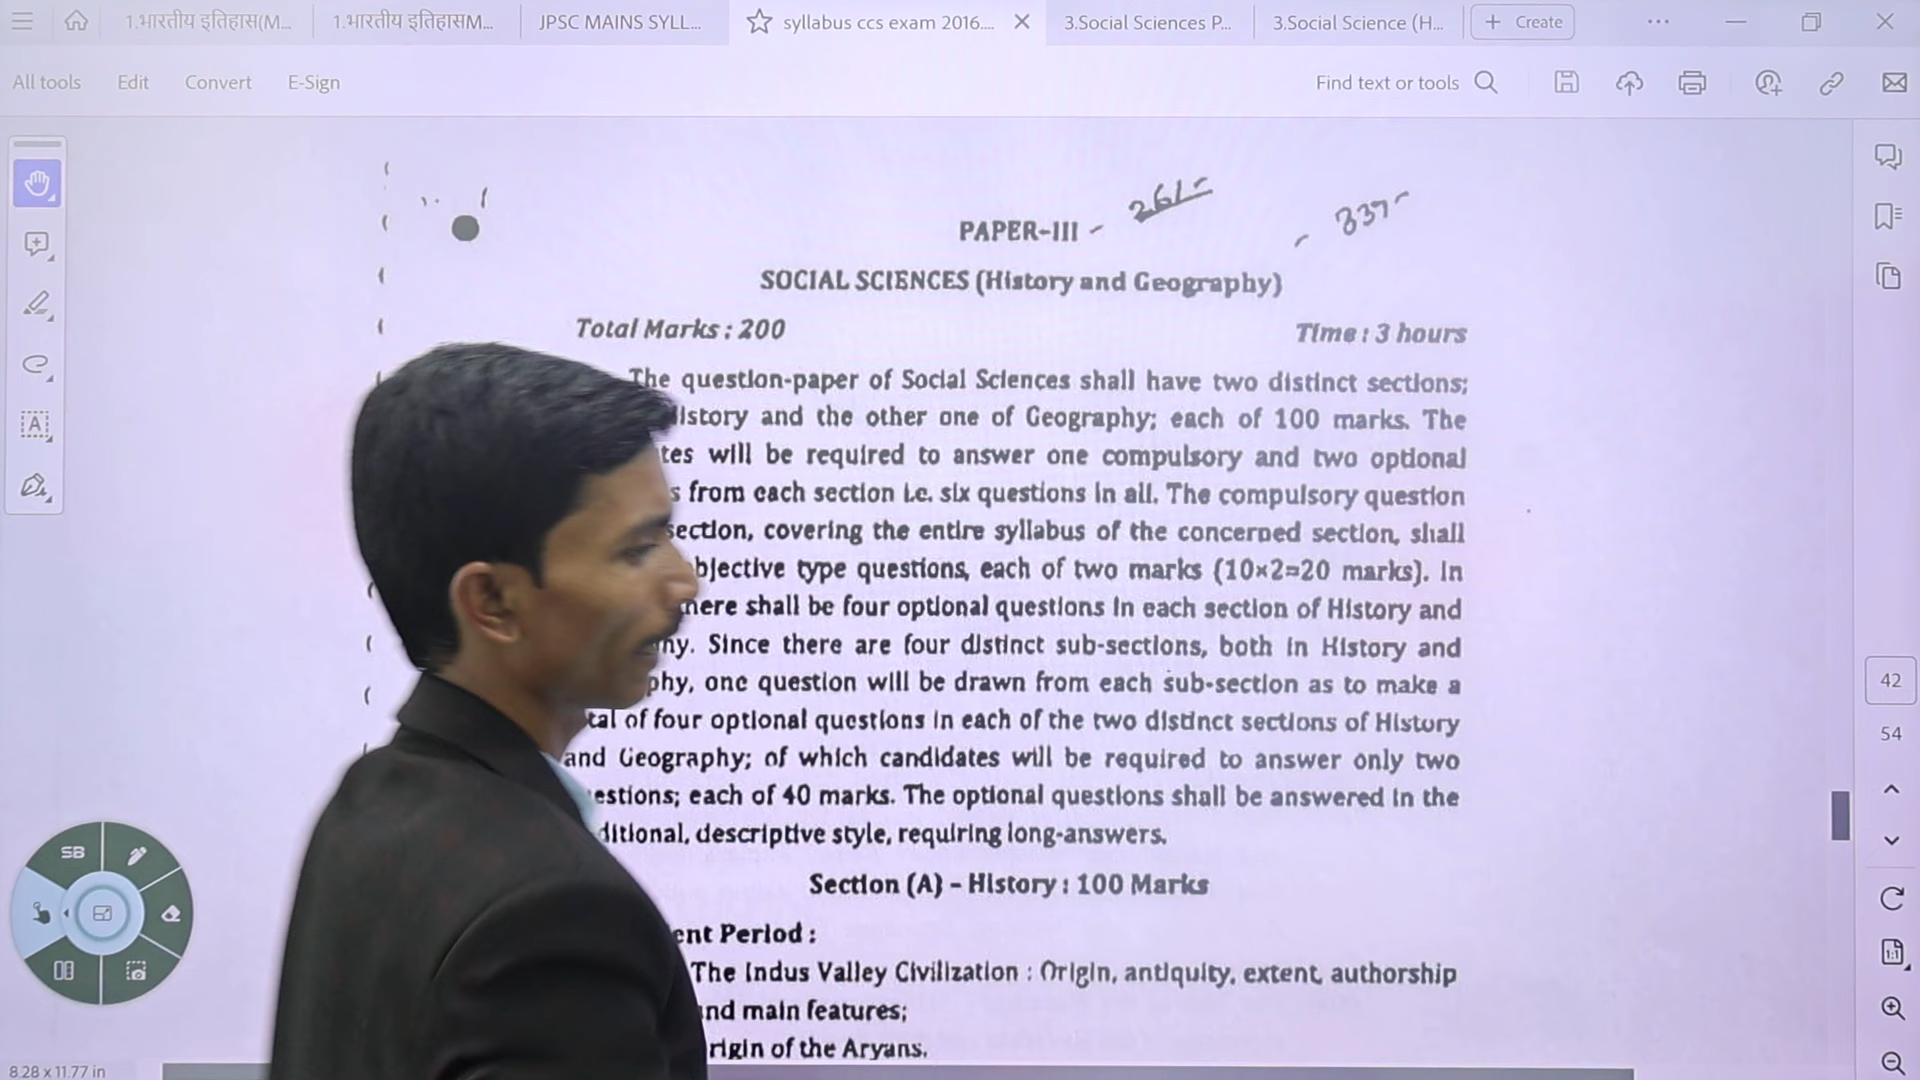 1.भारतीय इतिहास(M...
1.भारतीय इतिहासM...
JPSC MAINS SYLL...
syllabus ccs exam 2016....
3.Social Sciences P...
3.Social Science (H...
+ Create
All tools
Edit
Convert
E-Sign
Find text or tools
PAPER-III - 261-
- 337-
SOCIAL SCIENCES (History and Geography)
Total Marks : 200
Time : 3 hours
The question-paper of Social Sciences shall have two distinct sections;
istory and the other one of Geography; each of 100 marks. The
tes will be required to answer one compulsory and two optional
s from each section i.e. six questions in all. The compulsory question
section, covering the entire syllabus of the concerned section, shall
bjective type questions, each of two marks (10×2=20 marks). In
here shall be four optional questions in each section of History and
hy. Since there are four distinct sub-sections, both in History and
phy, one question will be drawn from each sub-section as to make a
tal of four optional questions in each of the two distinct sections of History
and Geography; of which candidates will be required to answer only two
estions; each of 40 marks. The optional questions shall be answered in the
ditional, descriptive style, requiring long-answers.
Section (A) - History : 100 Marks
ent Period :
The Indus Valley Civilization : Origin, antiquity, extent, authorship
nd main features;
rigin of the Aryans.
42
54
SB
1:1
8.28 x 11.77 in